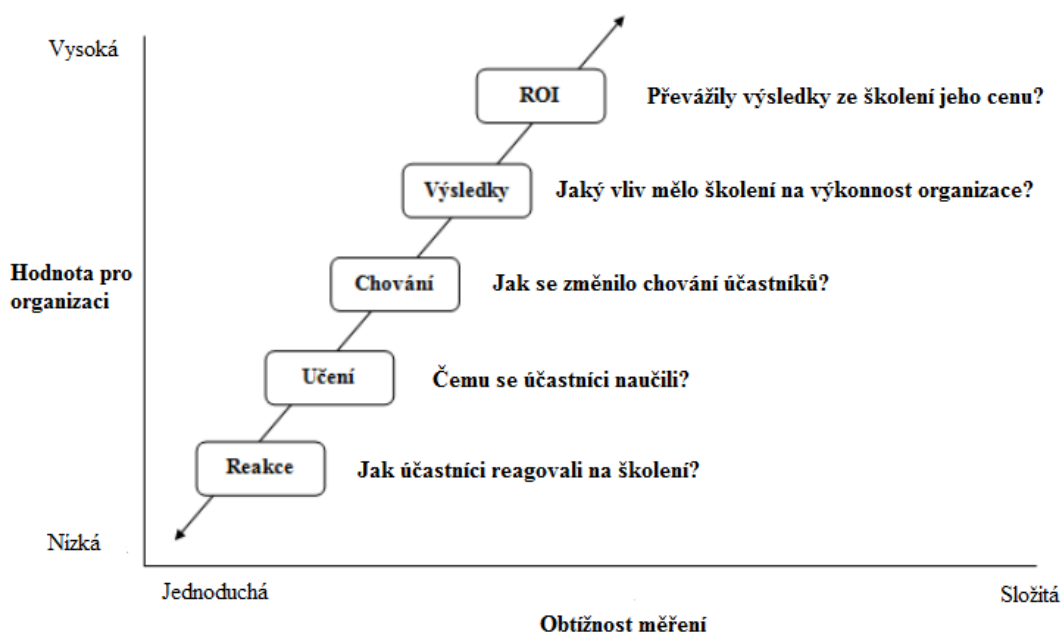 Vysoká
ROI
Převážily výsledky ze školení jeho cenu?
Výsledky
Jaký vliv mělo školení na výkonnost organizace?
Hodnota pro
organizaci
Chování
Jak se změnilo chování účastníků?
Učení
Čemu se účastníci naučili?
Reakce
Jak účastníci reagovali na školení?
Nízká
Jednoduchá
Složitá
Obtížnost měření